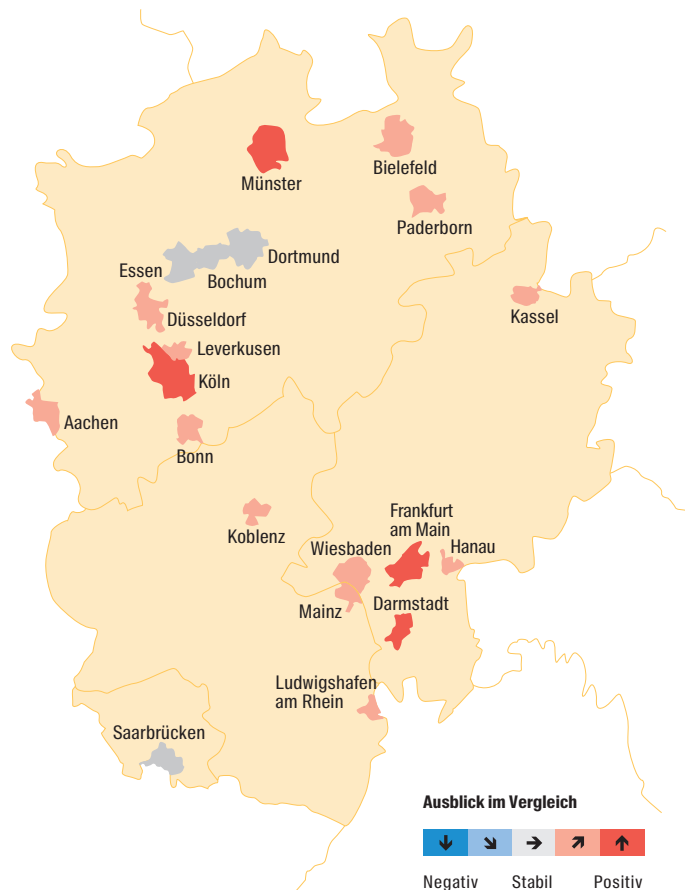 Münster
Bielefeld
Paderborn
Dortmund
Essen
Bochum
Kassel
Düsseldorf
Leverkusen
Köln
Aachen
Bonn
Koblenz
Frankfurt
am Main
Wiesbaden
Hanau
Mainz
Darmstadt
Ludwigshafen
am Rhein
Saarbrücken
Ausblick im Vergleich
Negativ Stabil Positiv